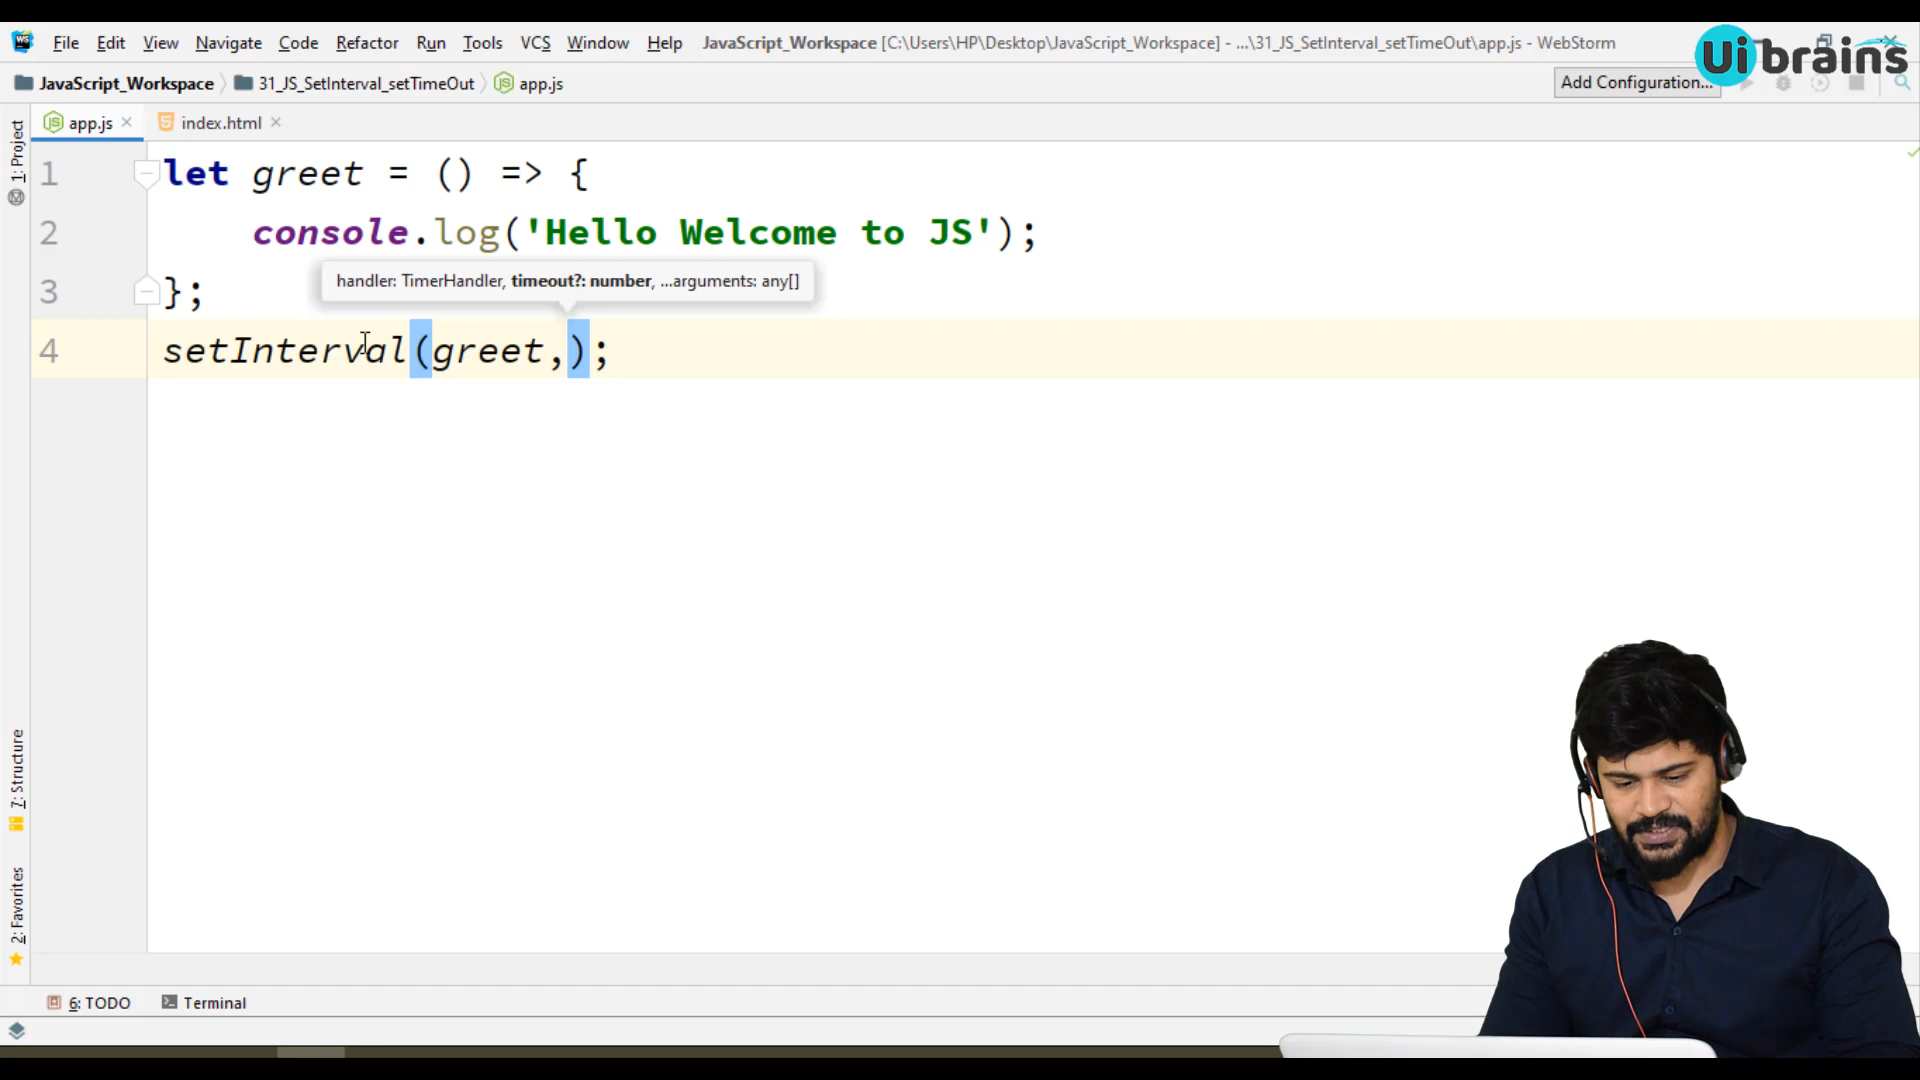 File Edit View Navigate Code Refactor Run Tools VCS Window Help JavaScript_Workspace [C:\Users\HP\Desktop\JavaScript_Workspace] - ...\31_JS_SetInterval_setTimeOut\app.js - WebStorm
Ui brains
JavaScript_Workspace 31_JS_SetInterval_setTimeOut app.js
Add Configuration...
app.js index.html
1: Project
1 let greet = () => {
2 console.log('Hello Welcome to JS');
handler: TimerHandler, timeout?: number, ...arguments: any[]
3 };
4 setInterval(greet,);
7: Structure
2: Favorites
6: TODO Terminal